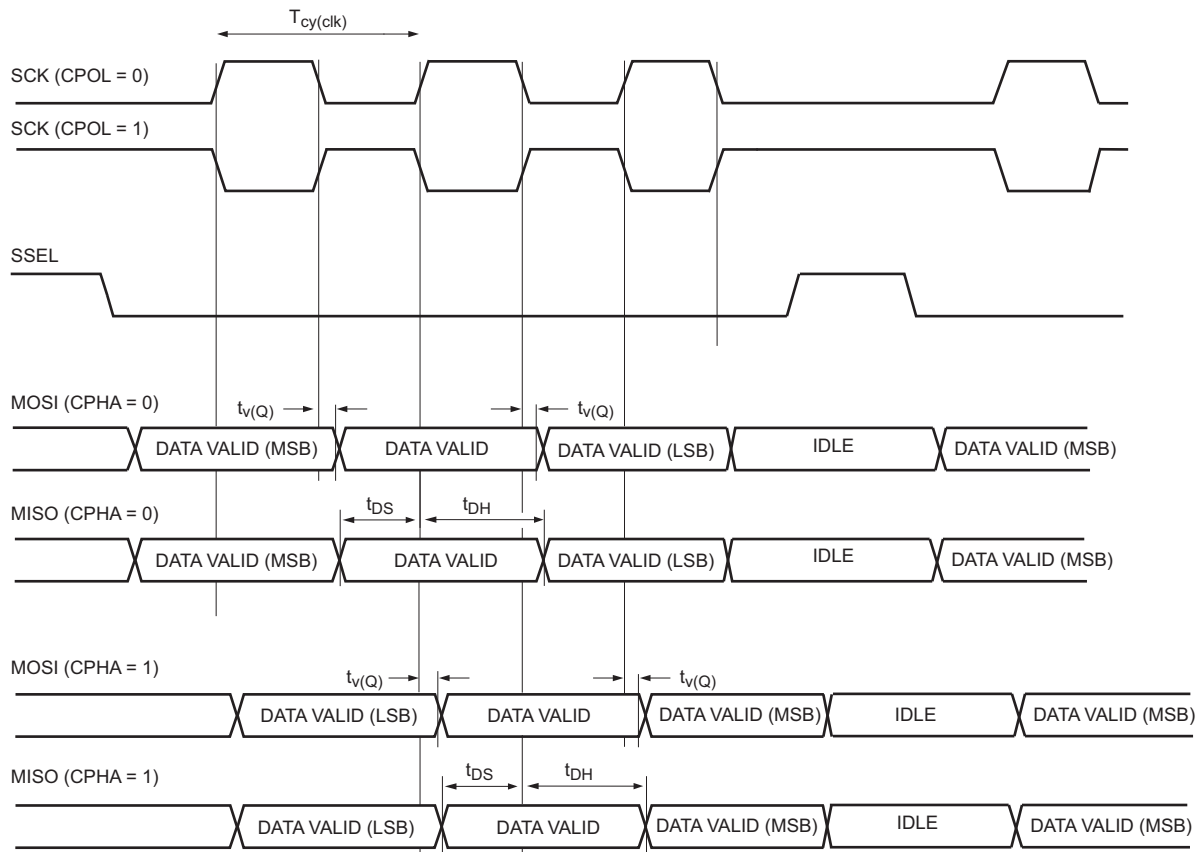 Tcy(clk)
SCK (CPOL = 0)
SCK (CPOL = 1)
SSEL
MOSI (CPHA = 0)
tv(Q) tv(Q)
DATA VALID (MSB) DATA VALID DATA VALID (LSB) IDLE DATA VALID (MSB)
tDS tDH
MISO (CPHA = 0)
DATA VALID (MSB) DATA VALID DATA VALID (LSB) IDLE DATA VALID (MSB)
MOSI (CPHA = 1)
tv(Q) tv(Q)
DATA VALID (LSB) DATA VALID DATA VALID (MSB) IDLE DATA VALID (MSB)
tDS tDH
MISO (CPHA = 1)
DATA VALID (LSB) DATA VALID DATA VALID (MSB) IDLE DATA VALID (MSB)